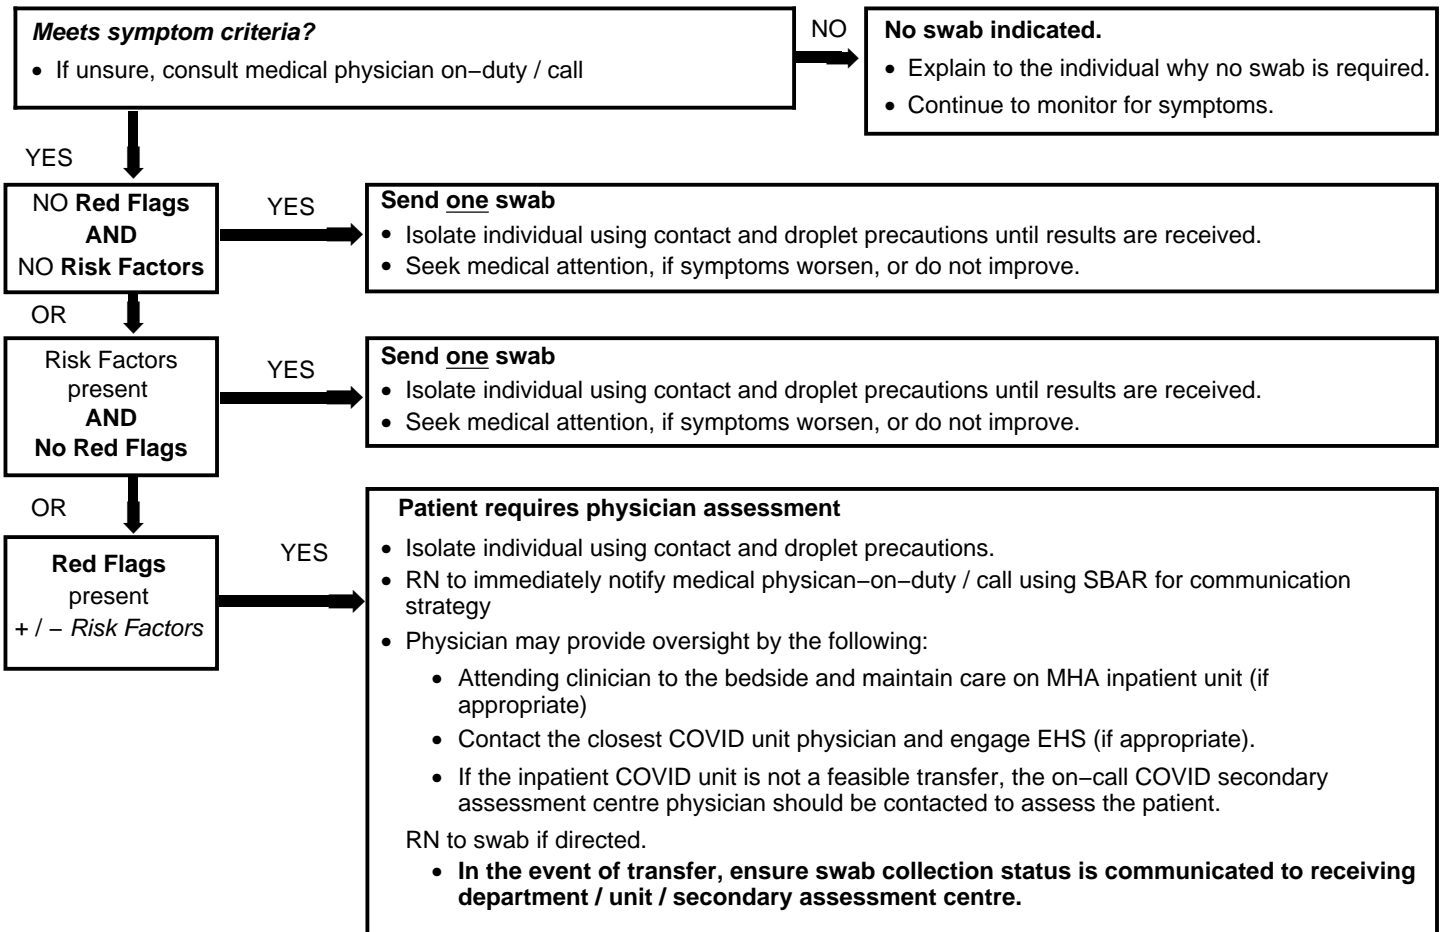 Meets symptom criteria?
• If unsure, consult medical physician on−duty / call
NO
No swab indicated.
• Explain to the individual why no swab is required.
• Continue to monitor for symptoms.
YES
NO Red Flags
AND
NO Risk Factors
YES
Send one swab
• Isolate individual using contact and droplet precautions until results are received.
• Seek medical attention, if symptoms worsen, or do not improve.
OR
Risk Factors
present
AND
No Red Flags
YES
Send one swab
• Isolate individual using contact and droplet precautions until results are received.
• Seek medical attention, if symptoms worsen, or do not improve.
OR
Red Flags
present
+ / − Risk Factors
YES
Patient requires physician assessment
• Isolate individual using contact and droplet precautions.
• RN to immediately notify medical physican−on−duty / call using SBAR for communication
strategy
• Physician may provide oversight by the following:
• Attending clinician to the bedside and maintain care on MHA inpatient unit (if
appropriate)
• Contact the closest COVID unit physician and engage EHS (if appropriate).
• If the inpatient COVID unit is not a feasible transfer, the on−call COVID secondary
assessment centre physician should be contacted to assess the patient.
RN to swab if directed.
• In the event of transfer, ensure swab collection status is communicated to receiving
department / unit / secondary assessment centre.